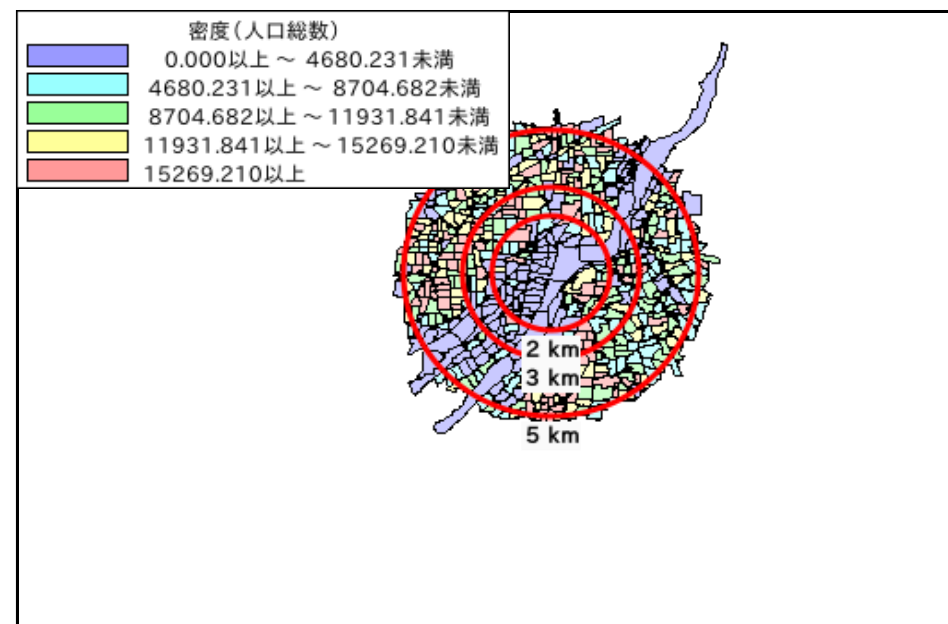 密度(人口総数)
0.000以上 ～ 4680.231未満
4680.231以上 ～ 8704.682未満
8704.682以上 ～11931.841未満
11931.841以上 ～15269.210未満
15269.210以上
2 km
3 km
5 km